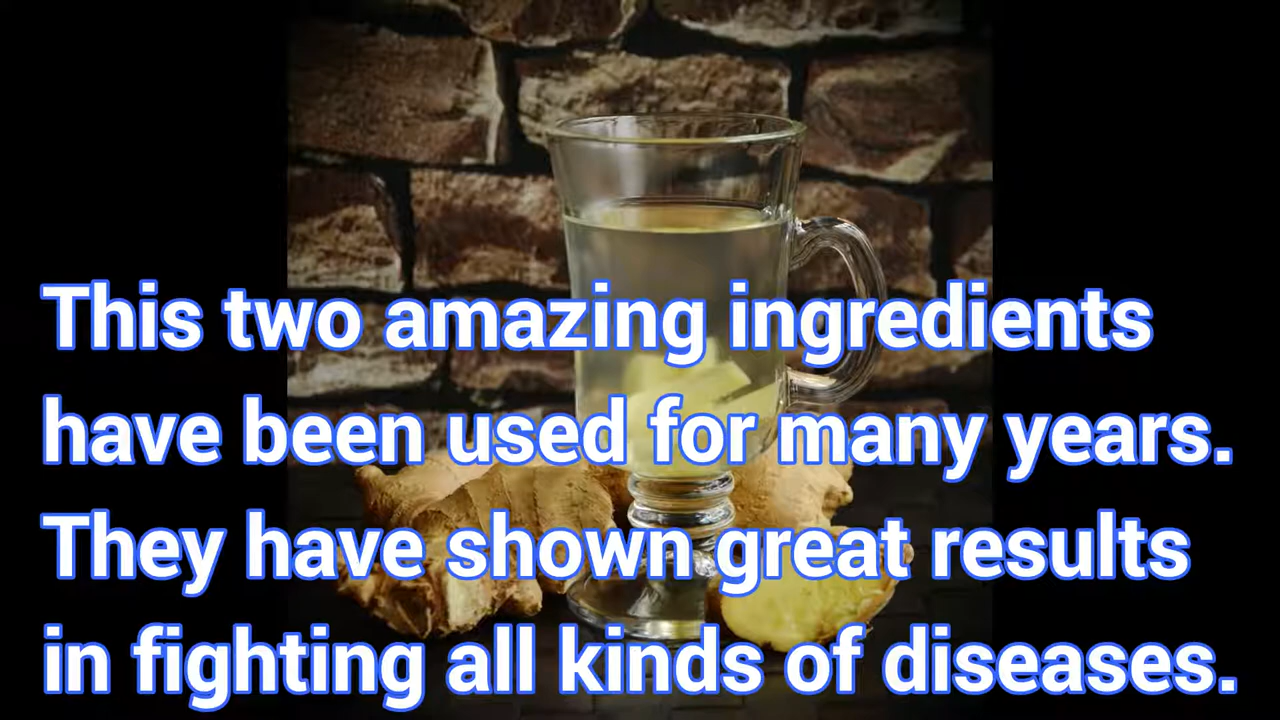 This two amazing ingredients
have been used for many years.
They have shown great results
in fighting all kinds of diseases.